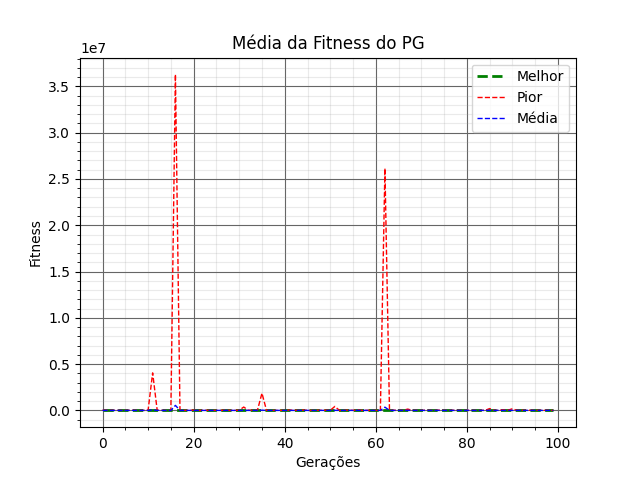 Média da Fitness do PG
1e7
Melhor
Pior
Média
3.5
3.0
2.5
2.0
1.5
1.0
0.5
0.0
Fitness
0 20 40 60 80 100
Gerações